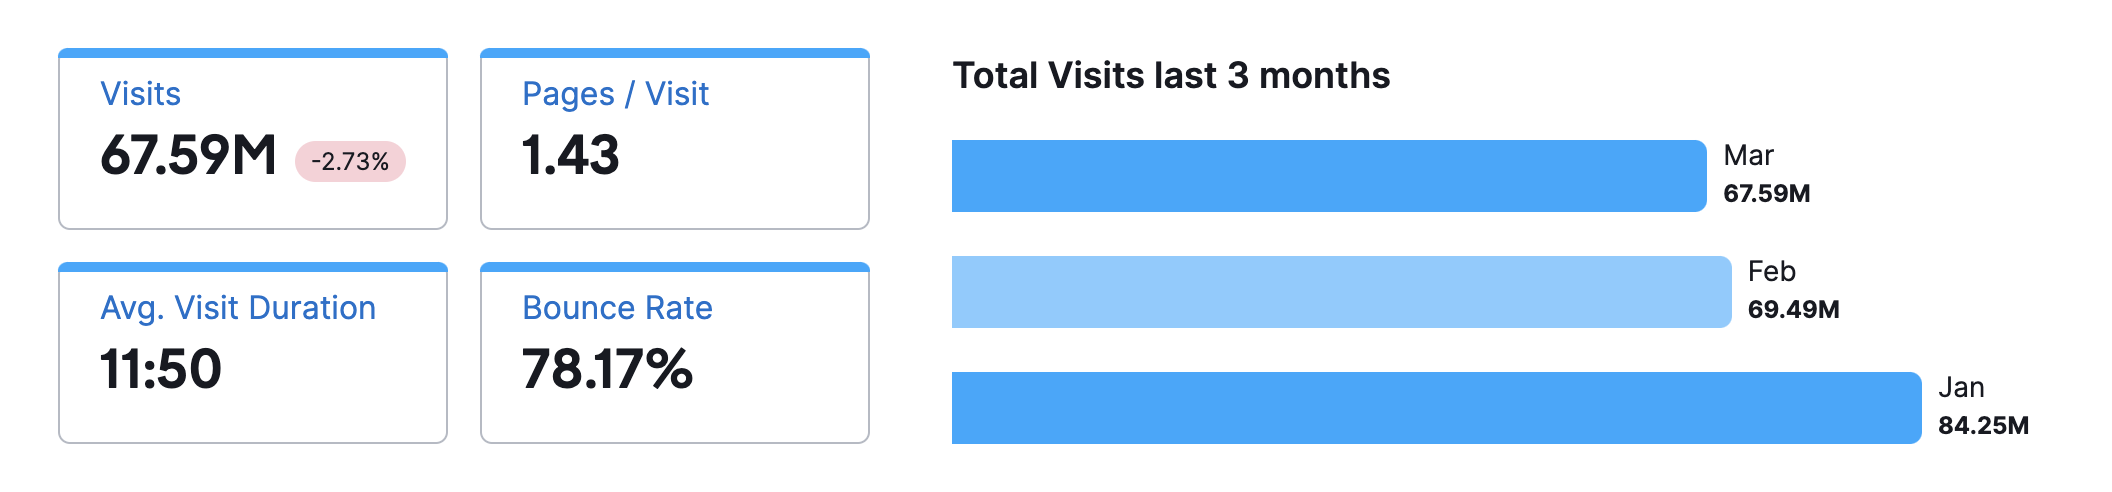 Visits
67.59M -2.73%
Pages / Visit
1.43
Avg. Visit Duration
11:50
Bounce Rate
78.17%
Total Visits last 3 months
Mar
67.59M
Feb
69.49M
Jan
84.25M